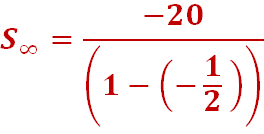 S∞ = -20 / (1 - (-1/2))